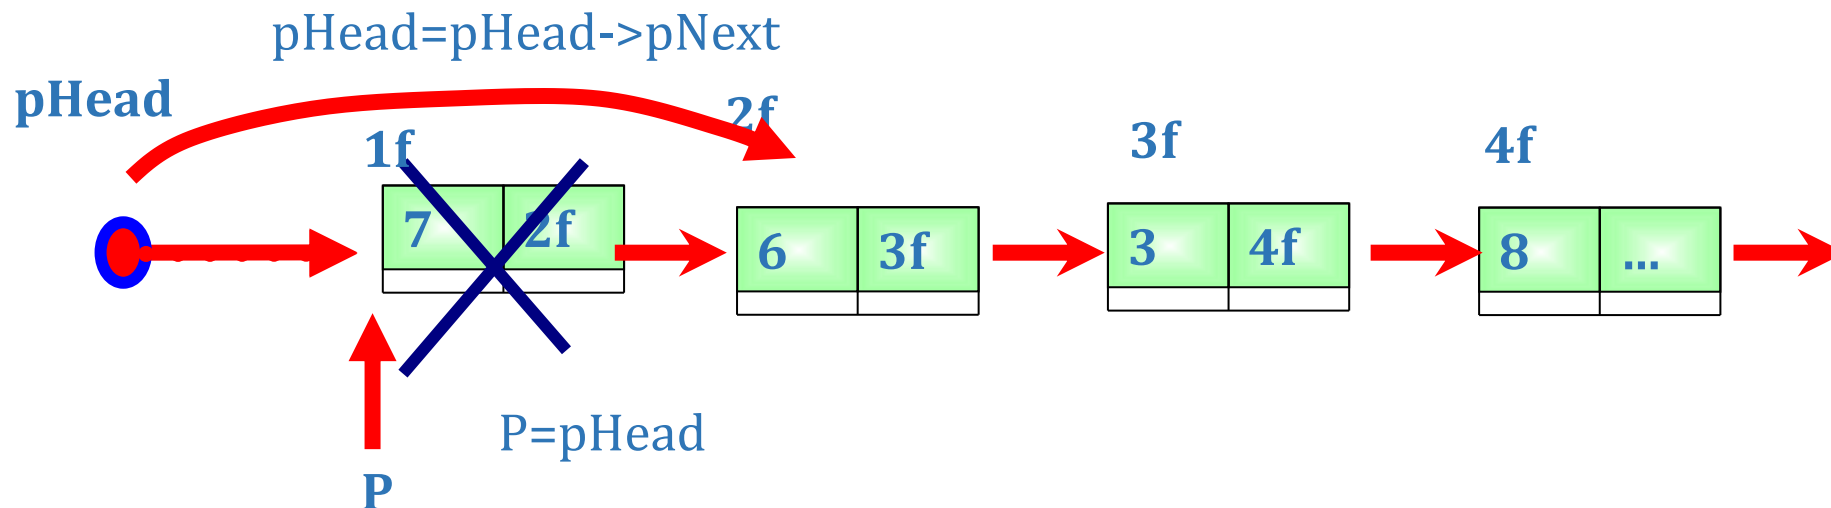 pHead=pHead->pNext
pHead
1f
2f
3f
4f
7 2f
6 3f
3 4f
8 ...
P=pHead
P